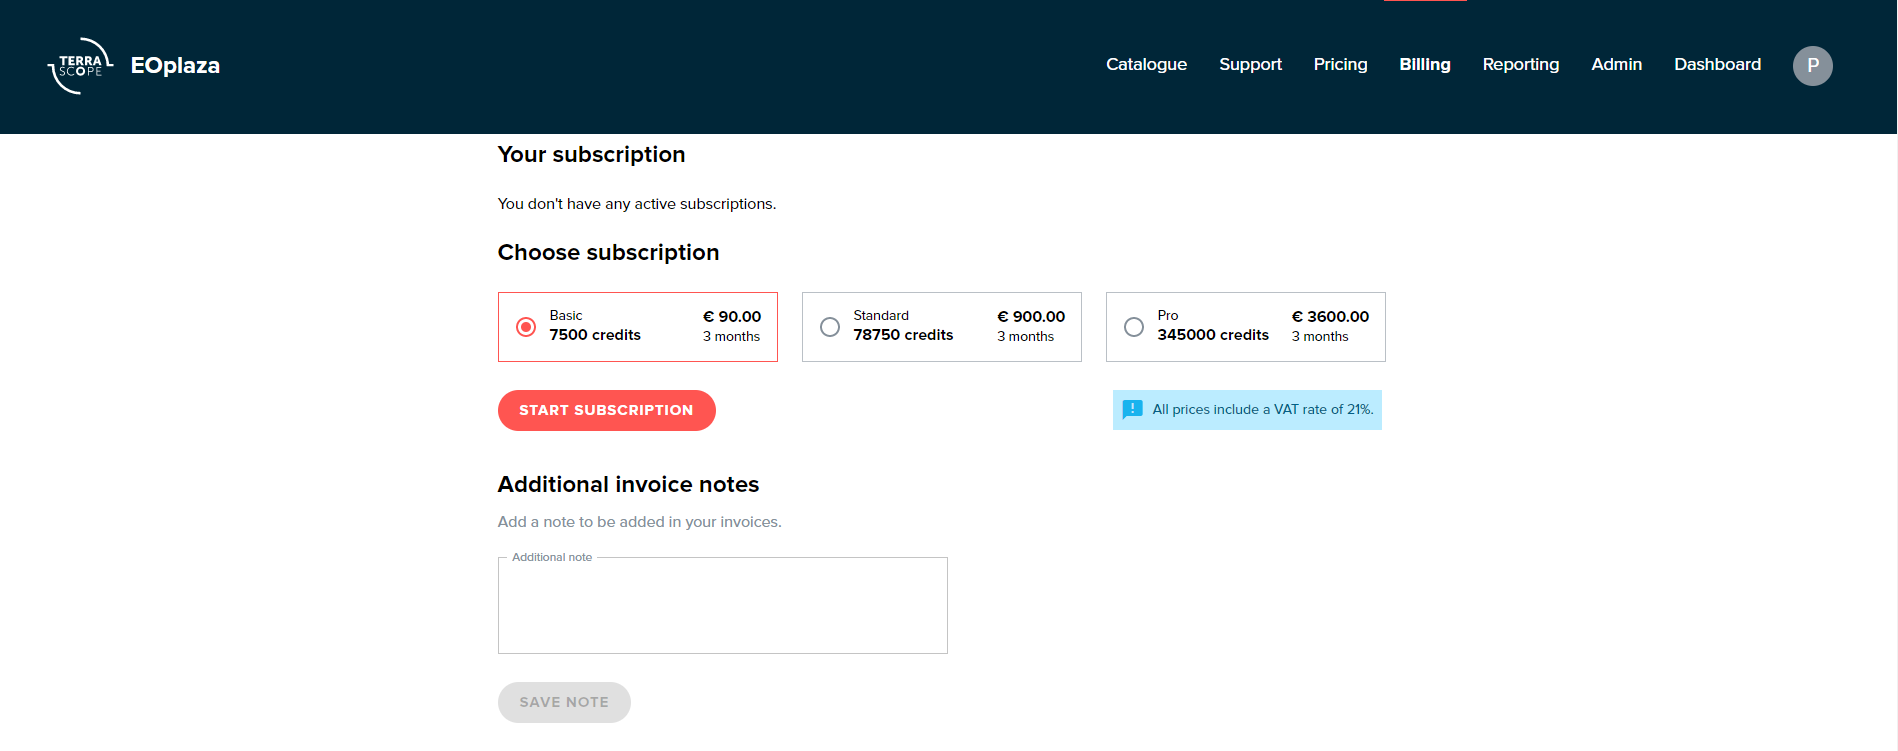 TERRA
SCOPE
EOplaza
Catalogue Support Pricing Billing Reporting Admin Dashboard P
Your subscription
You don't have any active subscriptions.
Choose subscription
Basic
7500 credits
€ 90.00
3 months
Standard
78750 credits
€ 900.00
3 months
Pro
345000 credits
€ 3600.00
3 months
START SUBSCRIPTION
All prices include a VAT rate of 21%.
Additional invoice notes
Add a note to be added in your invoices.
Additional note
SAVE NOTE